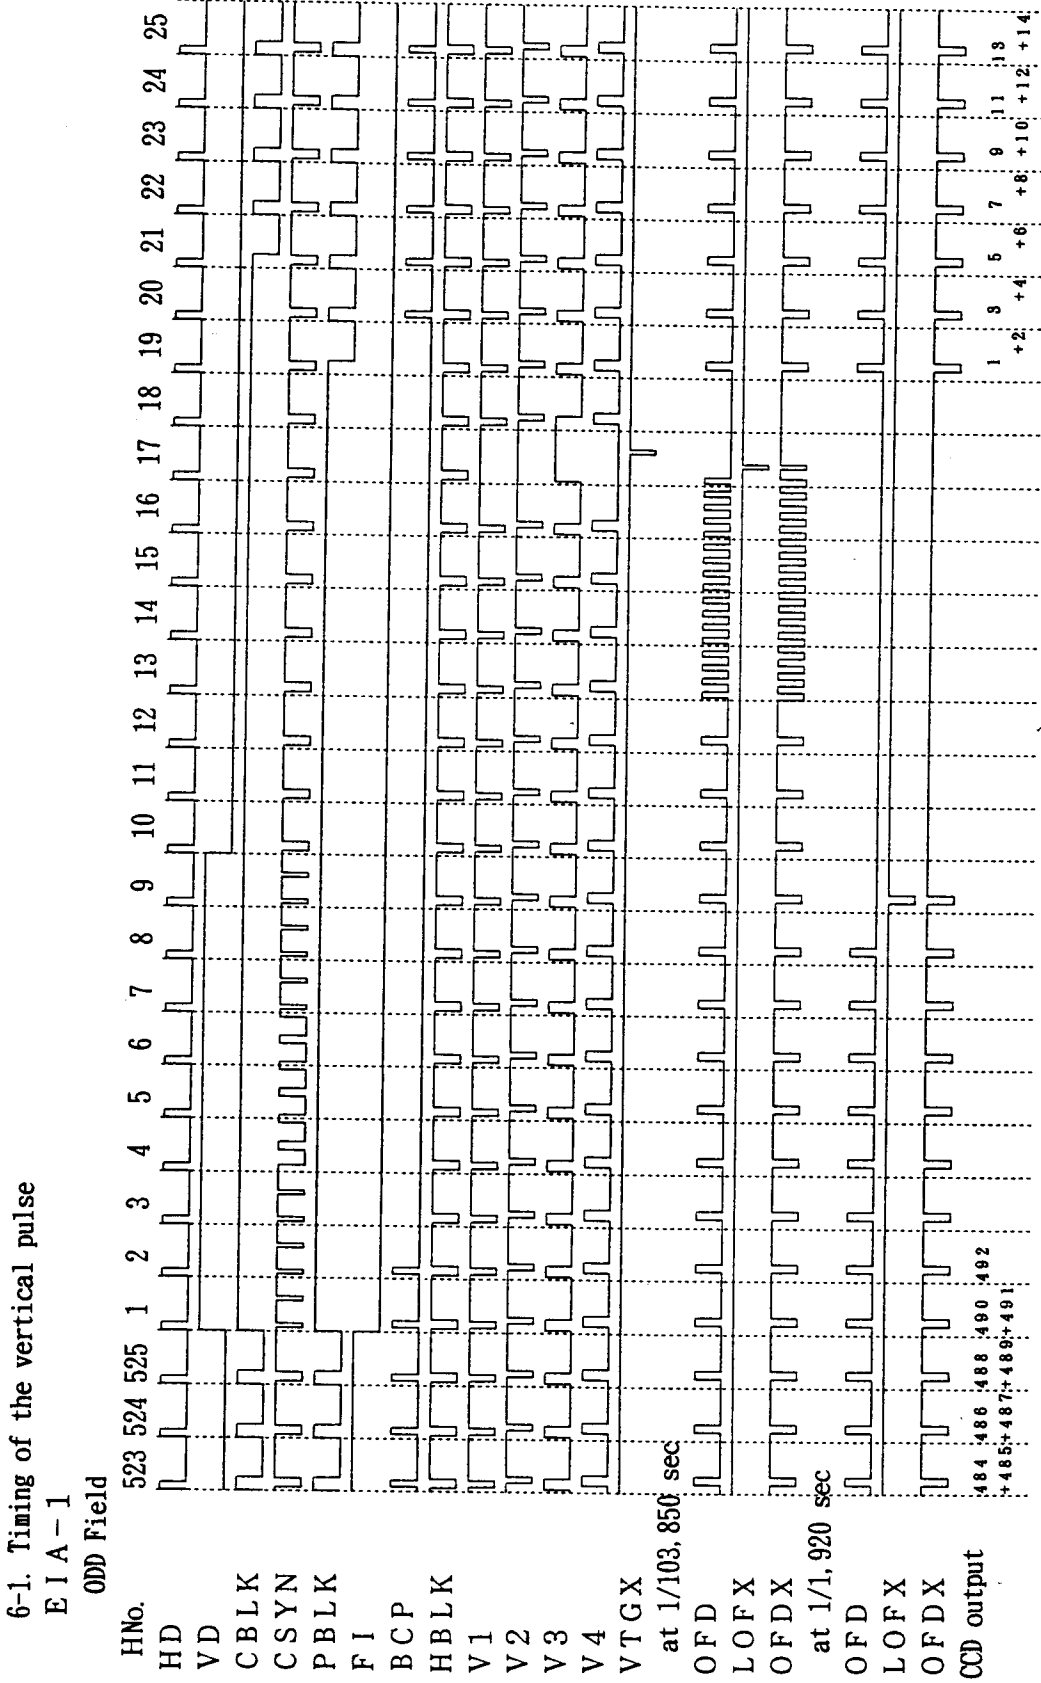 6-1. Timing of the vertical pulse
EIA-1
ODD Field
HNo. 523 524 525 1 2 3 4 5 6 7 8 9 10 11 12 13 14 15 16 17 18 19 20 21 22 23 24 25
HD
VD
CBLK
CSYN
PBLK
FI
BCP
HBLK
V1
V2
V3
V4
VTGX
at 1/103,850 sec
OFD
LOFX
OFDX
at 1/1,920 sec
OFD
LOFX
OFDX
CCD output 484 486 488 490 492 1 3 5 7 9 11 13
+485 +487 +489 +491 +2 +4 +6 +8 +10 +12 +14